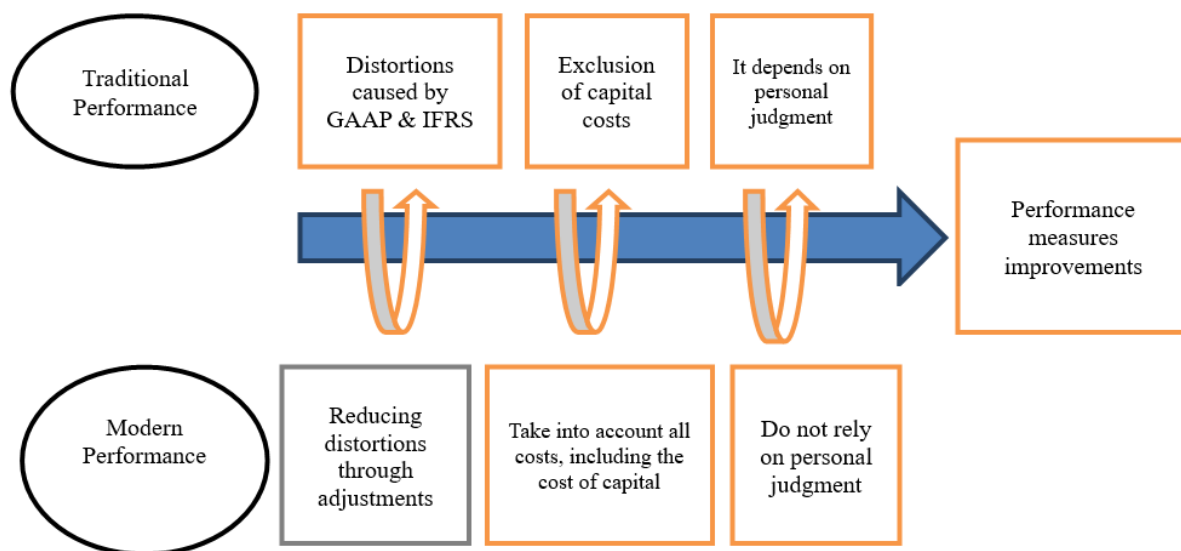 Traditional
Performance
Distortions
caused by
GAAP & IFRS
Exclusion
of capital
costs
It depends on
personal
judgment
Performance
measures
improvements
Modern
Performance
Reducing
distortions
through
adjustments
Take into account all
costs, including the
cost of capital
Do not rely
on personal
judgment